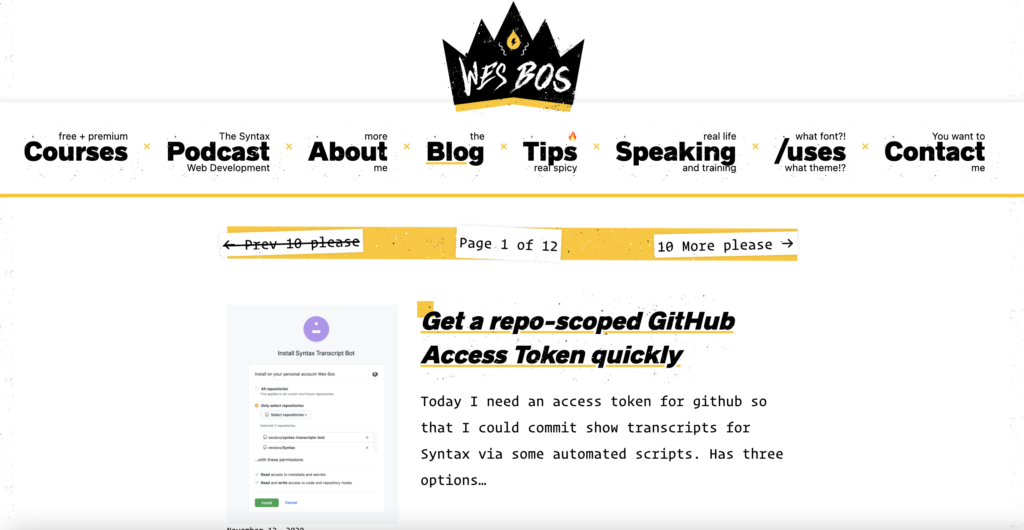 WES BOS
free + premium
Courses
The Syntax
Podcast
Web Development
more
About
me
the
Blog
Tips
real spicy
real life
Speaking
and training
what font?!
/uses
what theme!?
You want to
Contact
me
← Prev 10 please
Page 1 of 12
10 More please →
Get a repo-scoped GitHub
Access Token quickly
Today I need an access token for github so
that I could commit show transcripts for
Syntax via some automated scripts. Has three
options…
Install Syntax Transcript Bot
Install on your personal account Wes Bos
All repositories
This applies to all current and future repositories.
Only select repositories
Select repositories
Selected 2 repositories.
wesbos/syntax-transcripts-test
wesbos/Syntax
...with these permissions:
Read access to metadata and secrets
Read and write access to code and repository hooks
Install Cancel